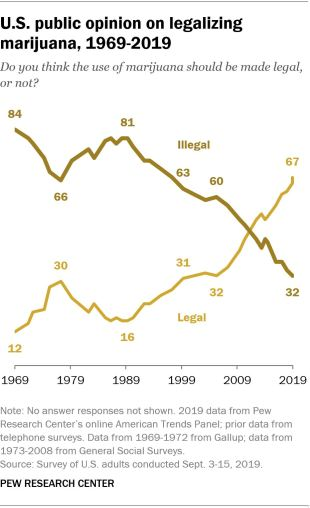 U.S. public opinion on legalizing
marijuana, 1969-2019
Do you think the use of marijuana should be made legal,
or not?
84
81
67
Illegal
63
60
66
30
31
32
32
16
Legal
12
1969
1979
1989
1999
2009
2019
Note: No answer responses not shown. 2019 data from Pew
Research Center's online American Trends Panel; prior data from
telephone surveys. Data from 1969-1972 from Gallup; data from
1973-2008 from General Social Surveys.
Source: Survey of U.S. adults conducted Sept. 3-15, 2019.
PEW RESEARCH CENTER